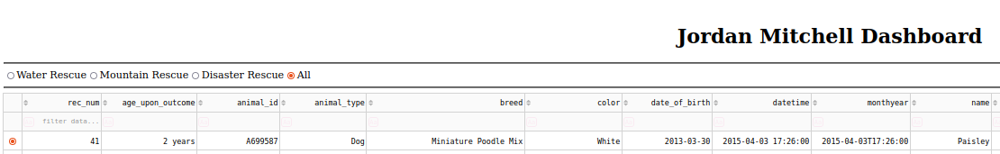 Jordan Mitchell Dashboard
Water Rescue Mountain Rescue Disaster Rescue All
rec_num age_upon_outcome animal_id animal_type breed color date_of_birth datetime monthyear name
filter data...
41 2 years A699587 Dog Miniature Poodle Mix White 2013-03-30 2015-04-03 17:26:00 2015-04-03T17:26:00 Paisley